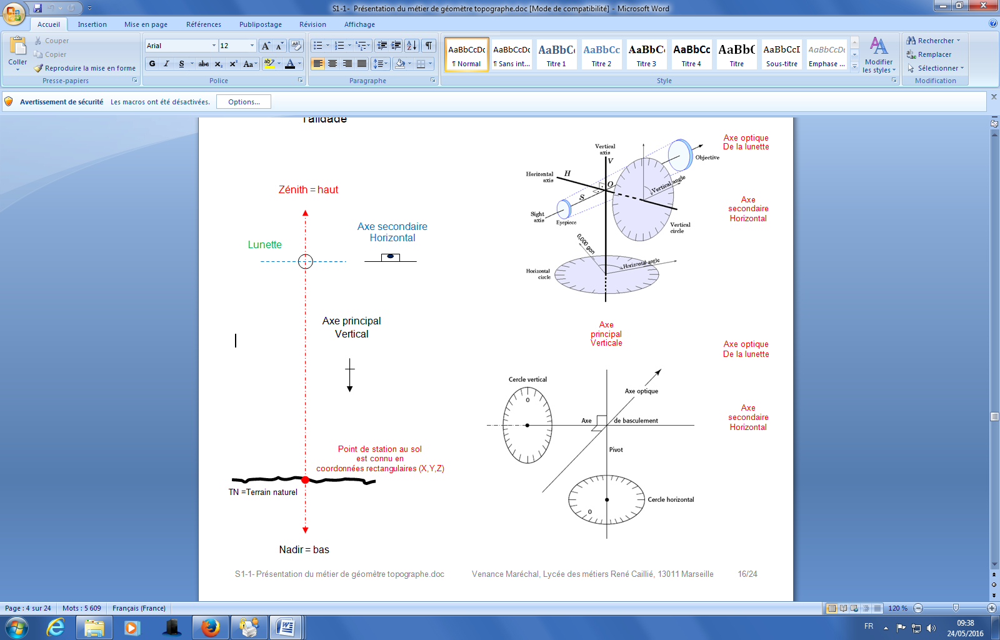 S1-1- Présentation du métier de géomètre topographe.doc [Mode de compatibilité] - Microsoft Word
Accueil
Insertion
Mise en page
Références
Publipostage
Révision
Affichage
Coller
Couper
Copier
Reproduire la mise en forme
Presse-papiers
Arial
12
G I S abc x₂ x² Aa
Police
Paragraphe
AaBbCcDc
¶ Normal
AaBbCcDc
¶ Sans int...
AaBbC
Titre 1
AaBbCc
Titre 2
AaBbC
Titre 3
AaBbCc
Titre 4
AaBbC
Titre
AaBbCcI
Sous-titre
AaBbCcDc
Emphase ...
Modifier
les styles
Style
Rechercher
Remplacer
Sélectionner
Modification
Avertissement de sécurité
Les macros ont été désactivées.
Options...
l'alidade
Zénith = haut
Lunette
Axe secondaire
Horizontal
Axe principal
Vertical
Point de station au sol
est connu en
coordonnées rectangulaires (X,Y,Z)
TN =Terrain naturel
Nadir = bas
Vertical
axis
V
Horizontal
axis
H
O
S
Sight
axis
Eyepiece
Objective
Vertical angle
Vertical
circle
0,000 gon
Horizontal angle
Horizontal
circle
Axe optique
De la lunette
Axe
secondaire
Horizontal
Axe
principal
Verticale
Axe optique
De la lunette
Cercle vertical
0
Axe optique
Axe de basculement
Pivot
Cercle horizontal
0
Axe
secondaire
Horizontal
S1-1- Présentation du métier de géomètre topographe.doc
Venance Maréchal, Lycée des métiers René Caillié, 13011 Marseille
16/24
Page : 4 sur 24
Mots : 5 609
Français (France)
120 %
FR
09:38
24/05/2016